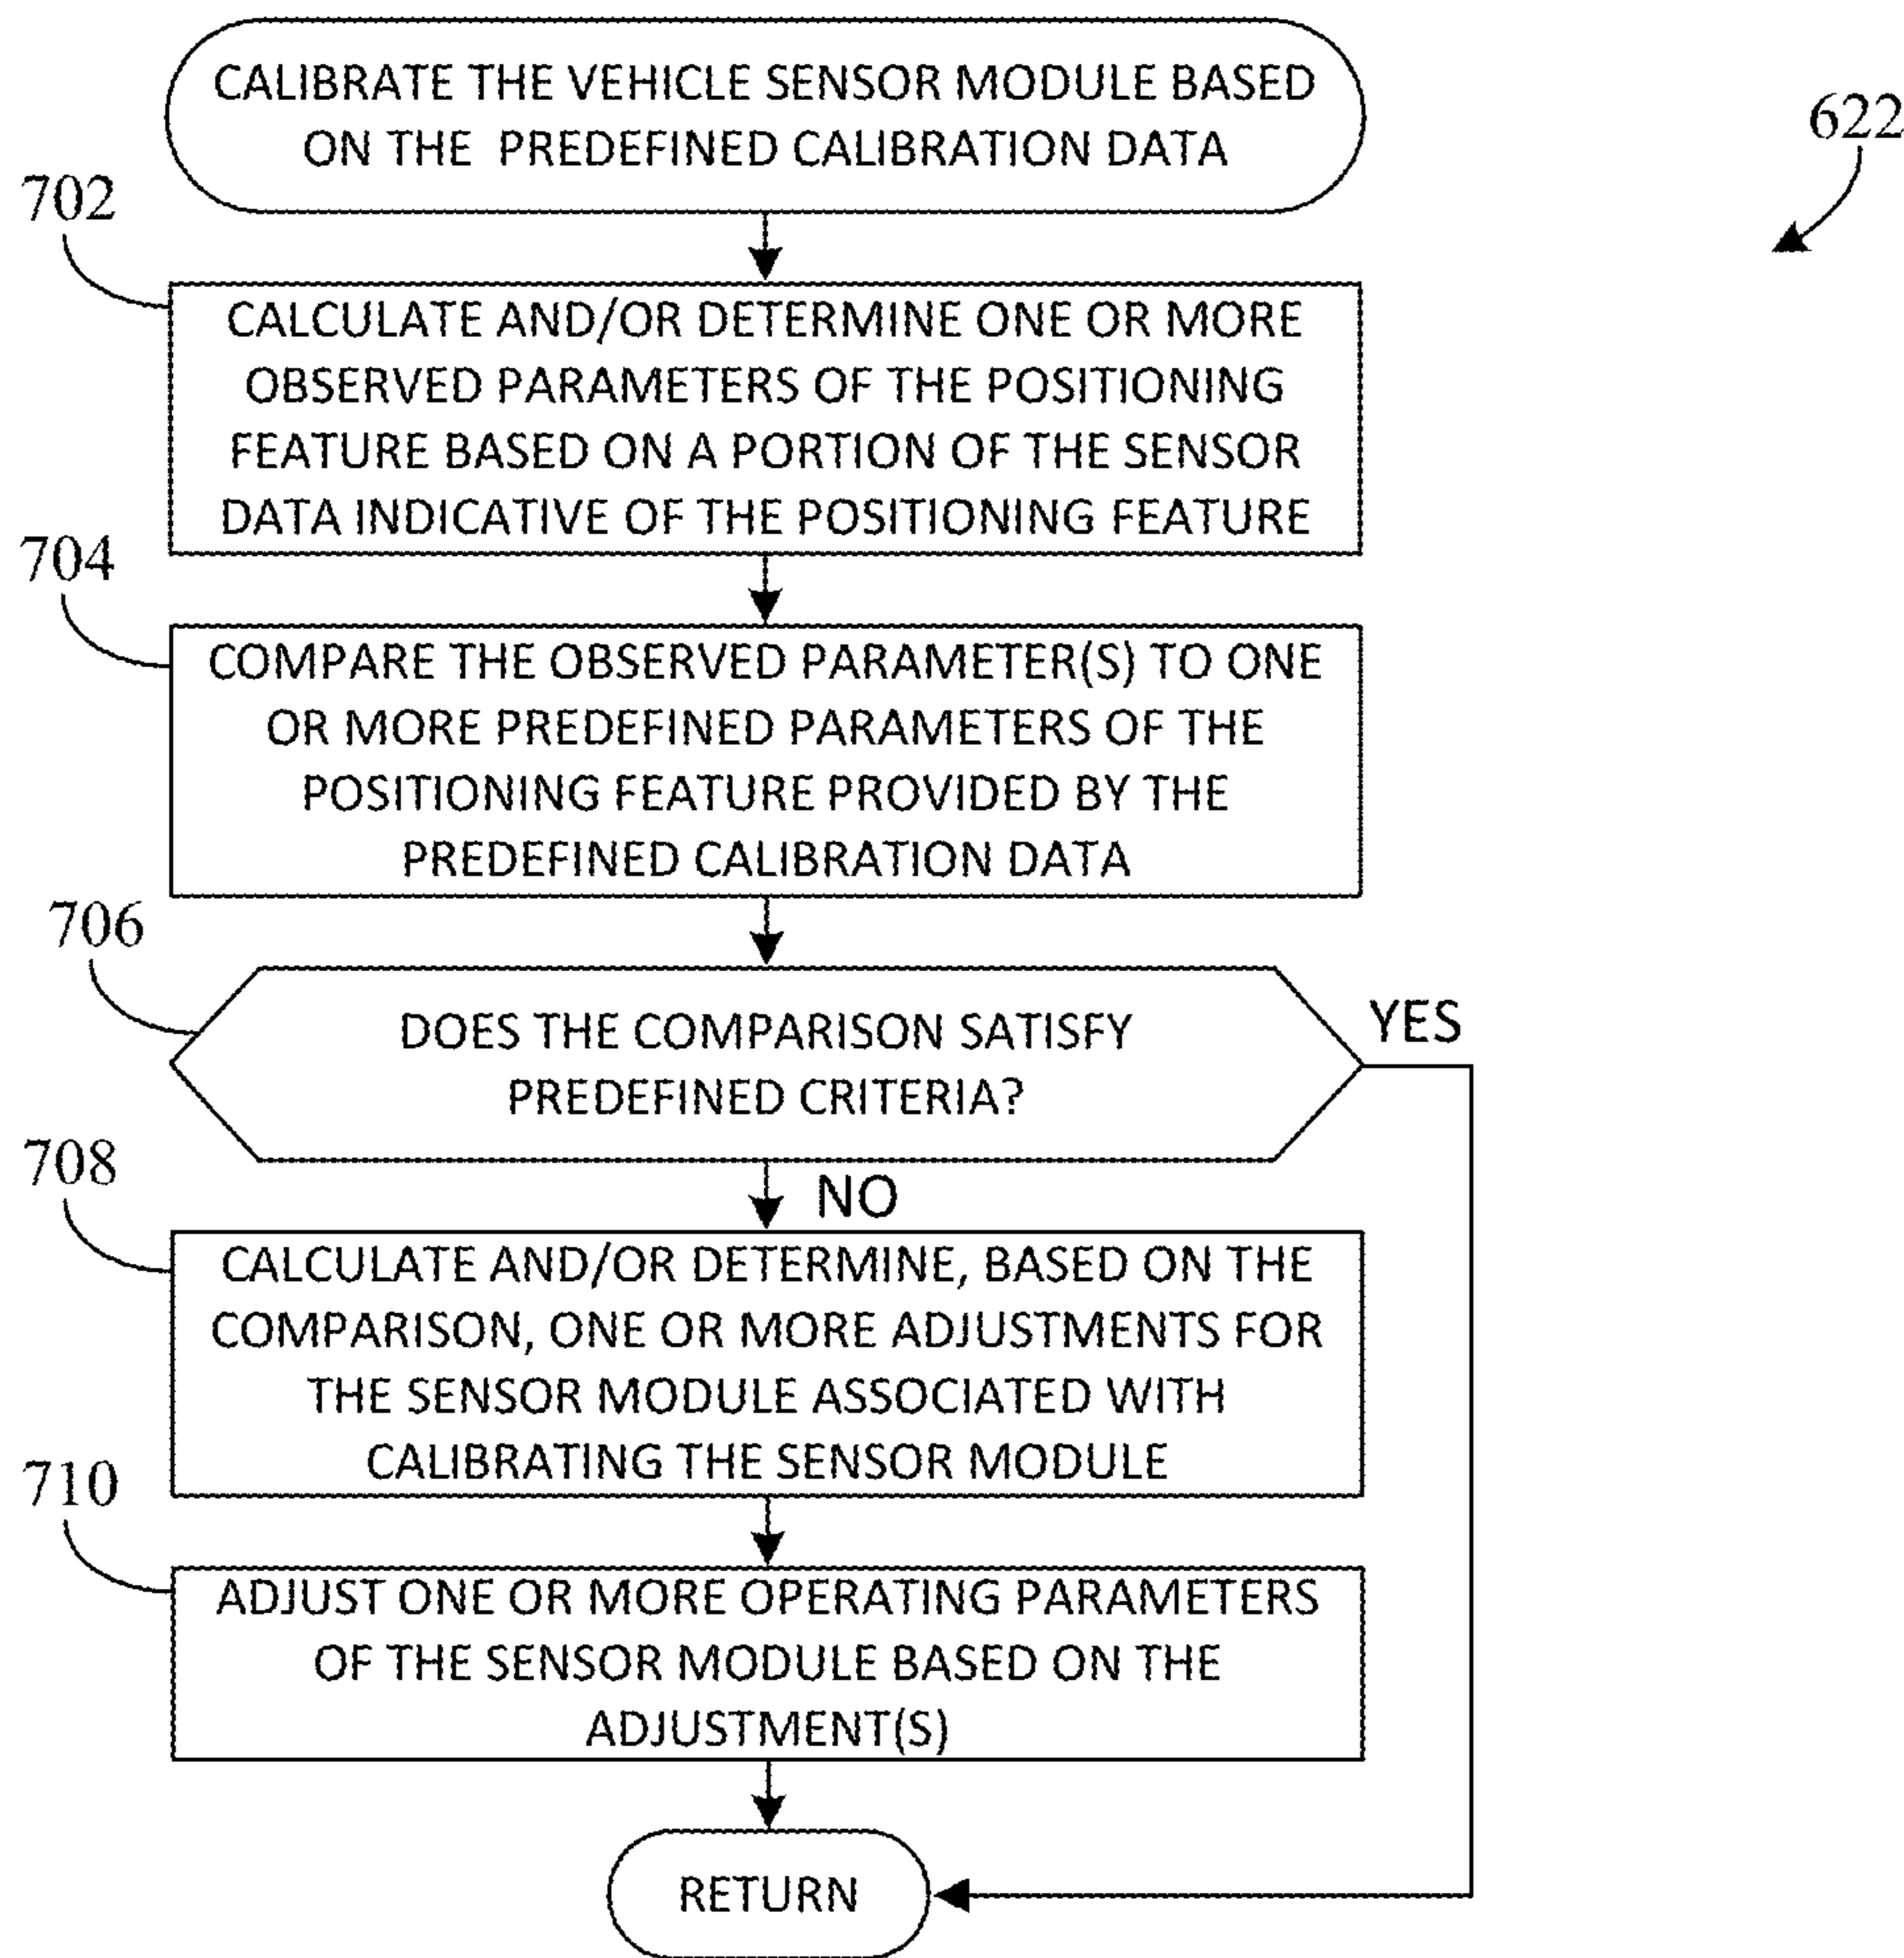 CALIBRATE THE VEHICLE SENSOR MODULE BASED
ON THE PREDEFINED CALIBRATION DATA
622
702
CALCULATE AND/OR DETERMINE ONE OR MORE
OBSERVED PARAMETERS OF THE POSITIONING
FEATURE BASED ON A PORTION OF THE SENSOR
DATA INDICATIVE OF THE POSITIONING FEATURE
704
COMPARE THE OBSERVED PARAMETER(S) TO ONE
OR MORE PREDEFINED PARAMETERS OF THE
POSITIONING FEATURE PROVIDED BY THE
PREDEFINED CALIBRATION DATA
706
DOES THE COMPARISON SATISFY
PREDEFINED CRITERIA?
YES
NO
708
CALCULATE AND/OR DETERMINE, BASED ON THE
COMPARISON, ONE OR MORE ADJUSTMENTS FOR
THE SENSOR MODULE ASSOCIATED WITH
CALIBRATING THE SENSOR MODULE
710
ADJUST ONE OR MORE OPERATING PARAMETERS
OF THE SENSOR MODULE BASED ON THE
ADJUSTMENT(S)
RETURN